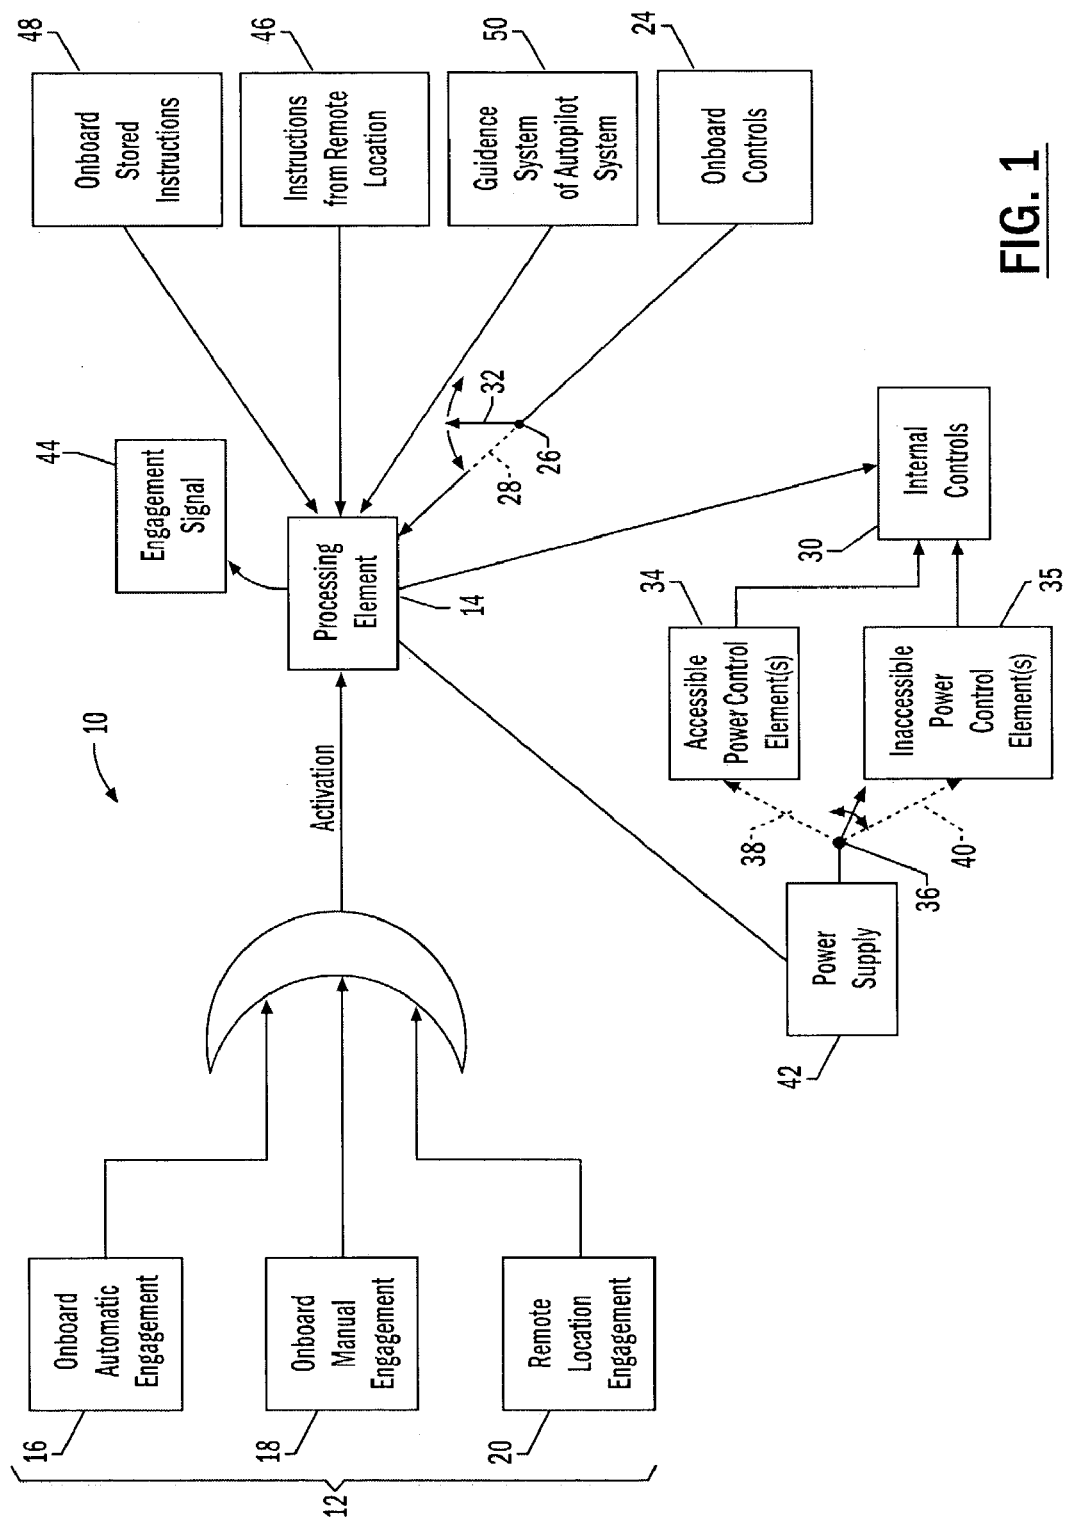 48
Onboard
Stored
Instructions
46
Instructions
from Remote
Location
50
Guidence
System
of Autopilot
System
24
Onboard
Controls
44
Engagement
Signal
32
26
28
Processing
Element
14
30
Internal
Controls
34
Accessible
Power Control
Element(s)
35
Inaccessible
Power
Control
Element(s)
10
Activation
38
40
36
Power
Supply
42
16
Onboard
Automatic
Engagement
18
Onboard
Manual
Engagement
20
Remote
Location
Engagement
12
FIG. 1